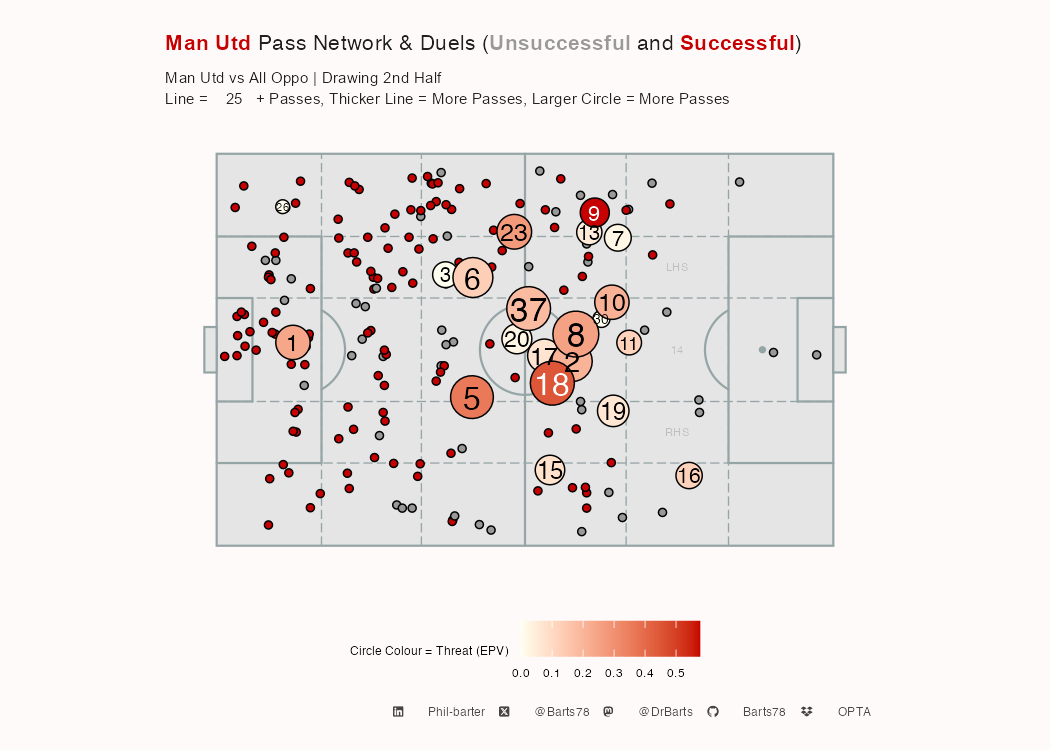 Man Utd Pass Network & Duels (Unsuccessful and Successful)
Man Utd vs All Oppo | Drawing 2nd Half
Line = 25 + Passes, Thicker Line = More Passes, Larger Circle = More Passes
26
9
23
13
7
3
6
LHS
37
10
30
8
1
20
11
17
2
14
18
5
19
RHS
15
16
Circle Colour = Threat (EPV)
0.0 0.1 0.2 0.3 0.4 0.5
Phil-barter @Barts78 @DrBarts Barts78 OPTA